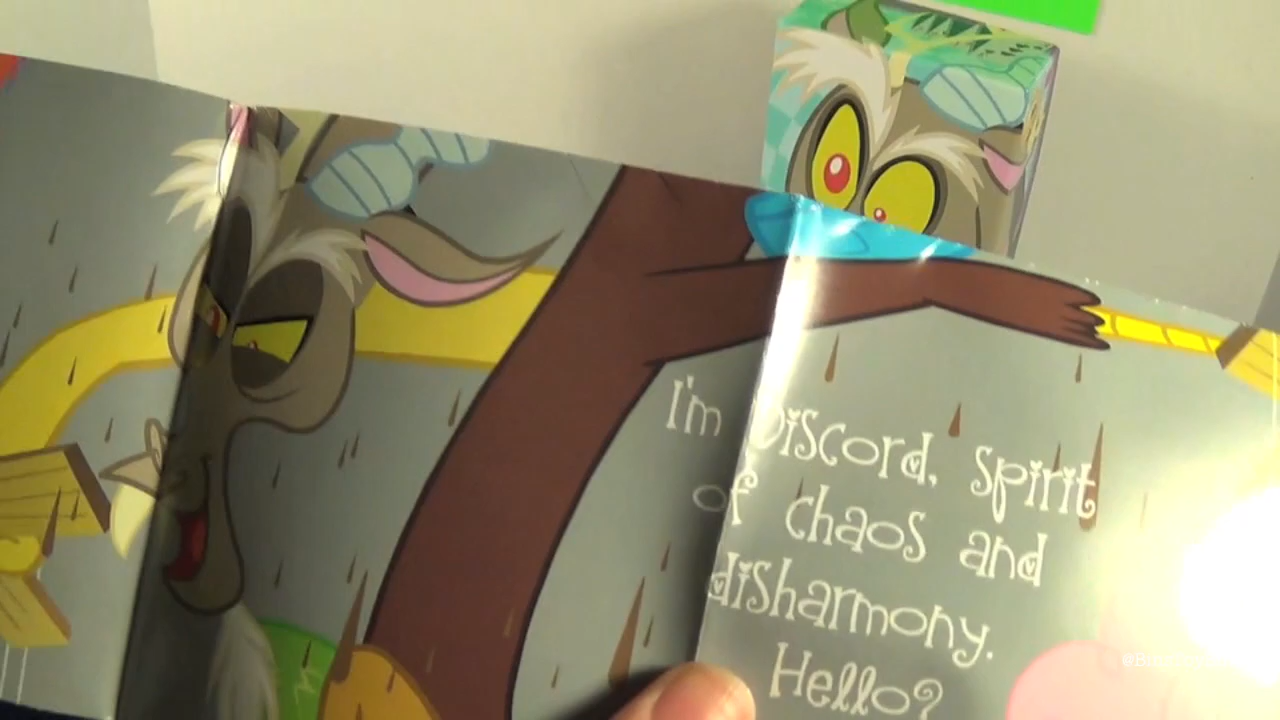 I'm Discord, spirit
of chaos and
disharmony.
Hello?